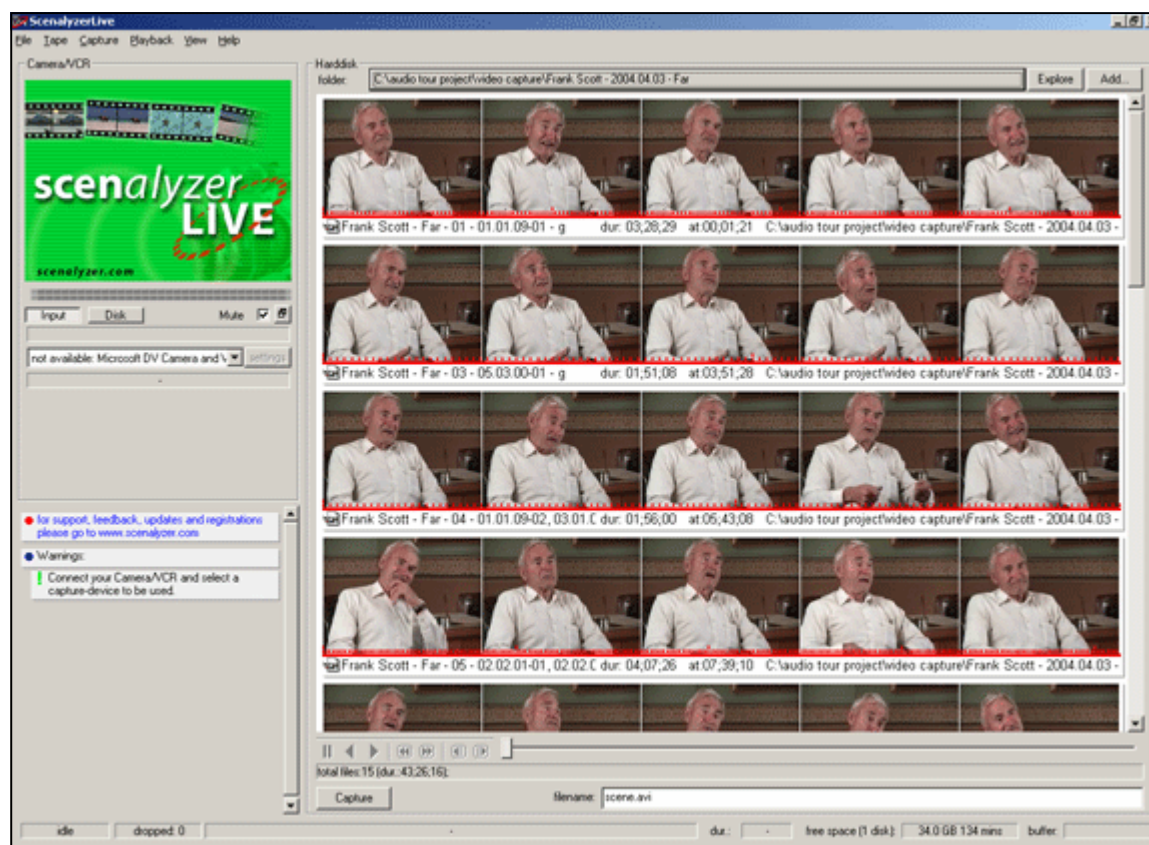 ScenalyzerLive
File Tape Capture Playback View Help
Camera/VCR
scenalyzer
LIVE
scenalyzer.com
Input Disk Mute
not available: Microsoft DV Camera and V settings
-
for support, feedback, updates and registrations
please go to www.scenalyzer.com
Warnings:
! Connect your Camera/VCR and select a
capture-device to be used.
Harddisk
folder: C:\audio tour project\video capture\Frank Scott - 2004.04.03 - Far Explore Add...
Frank Scott - Far - 01 - 01.01.09-01 - g dur: 03;28;29 at:00;01;21 C:\audio tour project\video capture\Frank Scott - 2004.04.03 -
Frank Scott - Far - 03 - 05.03.00-01 - g dur: 01;51;08 at:03;51;28 C:\audio tour project\video capture\Frank Scott - 2004.04.03 -
Frank Scott - Far - 04 - 01.01.09-02, 03.01.C dur: 01;56;00 at:05;43;08 C:\audio tour project\video capture\Frank Scott - 2004.04.03 -
Frank Scott - Far - 05 - 02.02.01-01, 02.02.C dur: 04;07;26 at:07;39;10 C:\audio tour project\video capture\Frank Scott - 2004.04.03 -
total files:15 (dur.:43;26;16);
Capture filename: scene.avi
idle dropped: 0 - dur.: - free space (1 disk): 34.0 GB 134 mins buffer: